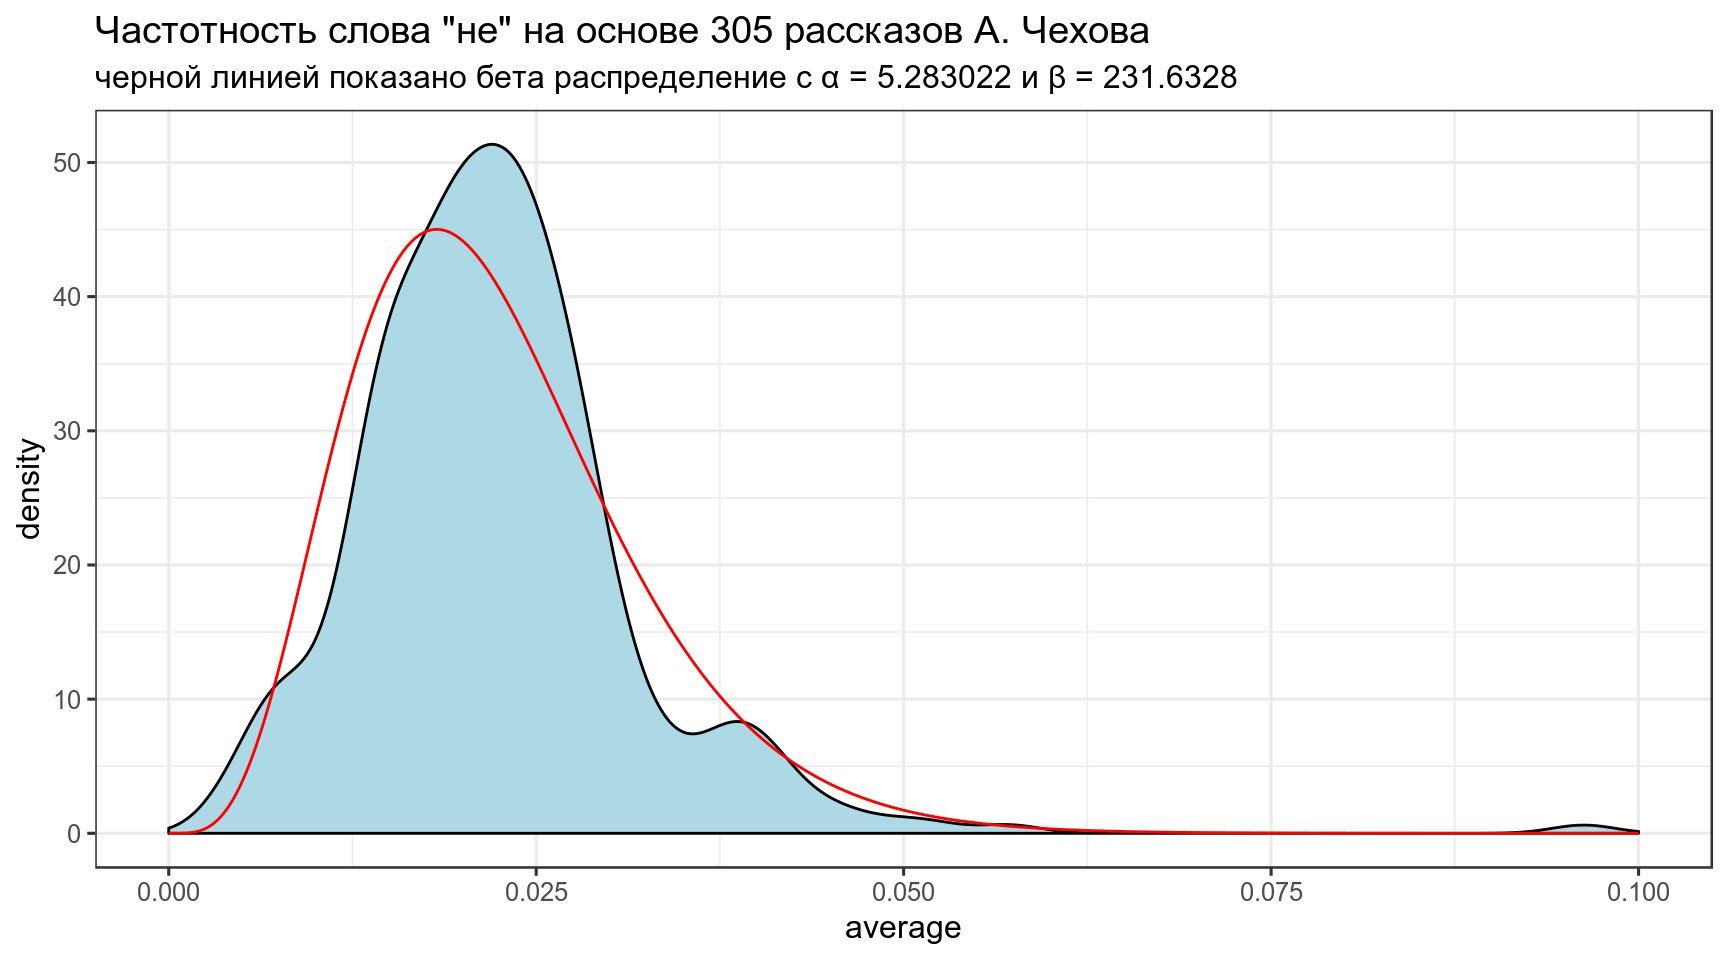 Частотность слова "не" на основе 305 рассказов А. Чехова
черной линией показано бета распределение с α = 5.283022 и β = 231.6328
50
40
30
20
10
0
density
0.000 0.025 0.050 0.075 0.100
average